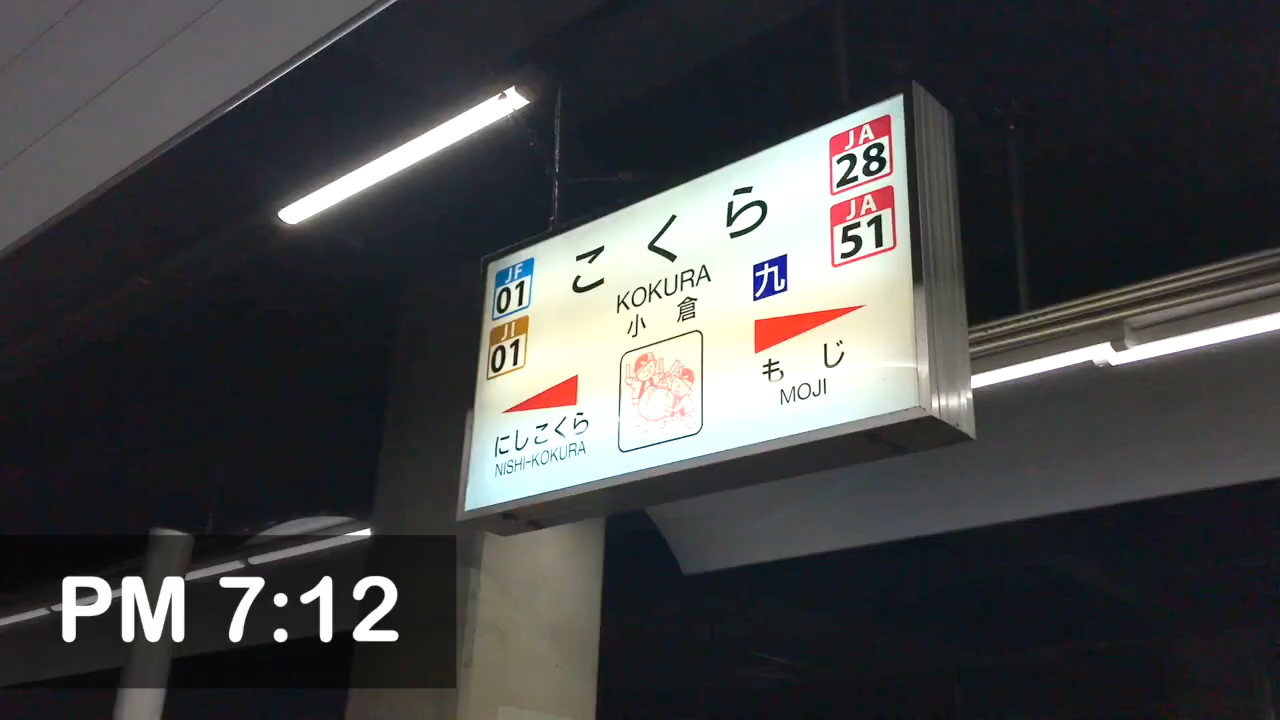 JA
28
JA
51
こくら
JF
01
KOKURA
九
小倉
JI
01
もじ
MOJI
にしこくら
NISHI-KOKURA
PM 7:12